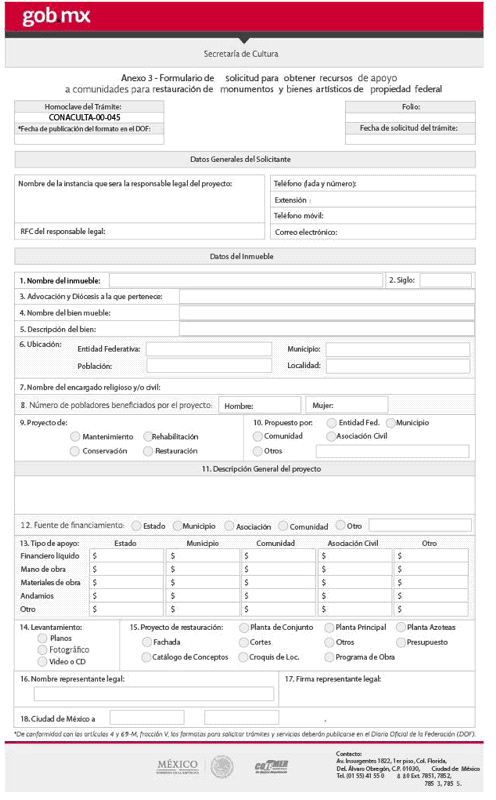 gob.mx
Secretaría de Cultura
Anexo 3 - Formulario de solicitud para obtener recursos de apoyo
a comunidades para restauración de monumentos y bienes artísticos de propiedad federal
Homoclave del Trámite:
CONACULTA-00-045
*Fecha de publicación del formato en el DOF:
Folio:
Fecha de solicitud del trámite:
Datos Generales del Solicitante
Nombre de la instancia que sera la responsable legal del proyecto:
RFC del responsable legal:
Teléfono (lada y número):
Extensión :
Teléfono móvil:
Correo electrónico:
Datos del Inmueble
1. Nombre del inmueble:
2. Siglo:
3. Advocación y Diócesis a la que pertenece:
4. Nombre del bien mueble:
5. Descripción del bien:
6. Ubicación:
Entidad Federativa:
Municipio:
Población:
Localidad:
7. Nombre del encargado religioso y/o civil:
8. Número de pobladores beneficiados por el proyecto:
Hombre:
Mujer:
9. Proyecto de:
Mantenimiento
Rehabilitación
Conservación
Restauración
10. Propuesto por:
Entidad Fed.
Municipio
Comunidad
Asociación Civil
Otros
11. Descripción General del proyecto
12. Fuente de financiamiento:
Estado
Municipio
Asociación
Comunidad
Otro
13. Tipo de apoyo: Estado Municipio Comunidad Asociación Civil Otro
Financiero líquido $ $ $ $ $
Mano de obra $ $ $ $ $
Materiales de obra $ $ $ $ $
Andamios $ $ $ $ $
Otro $ $ $ $ $
14. Levantamiento:
Planos
Fotográfico
Video o CD
15. Proyecto de restauración:
Planta de Conjunto
Planta Principal
Planta Azoteas
Fachada
Cortes
Otros
Presupuesto
Catálogo de Conceptos
Croquis de Loc.
Programa de Obra
16. Nombre representante legal:
17. Firma representante legal:
18. Ciudad de México a ,
*De conformidad con los artículos 4 y 69-M, fracción V, los formatos para solicitar trámites y servicios deberán publicarse en el Diario Oficial de la Federación (DOF).
MÉXICO
Contacto:
Av. Insurgentes 1822, 1er piso, Col. Florida,
Del. Álvaro Obregón, C.P. 01030, Ciudad de México
Tel. (01 55) 41 55 0 8 80 Ext. 7851, 7852,
785 3, 785 5.